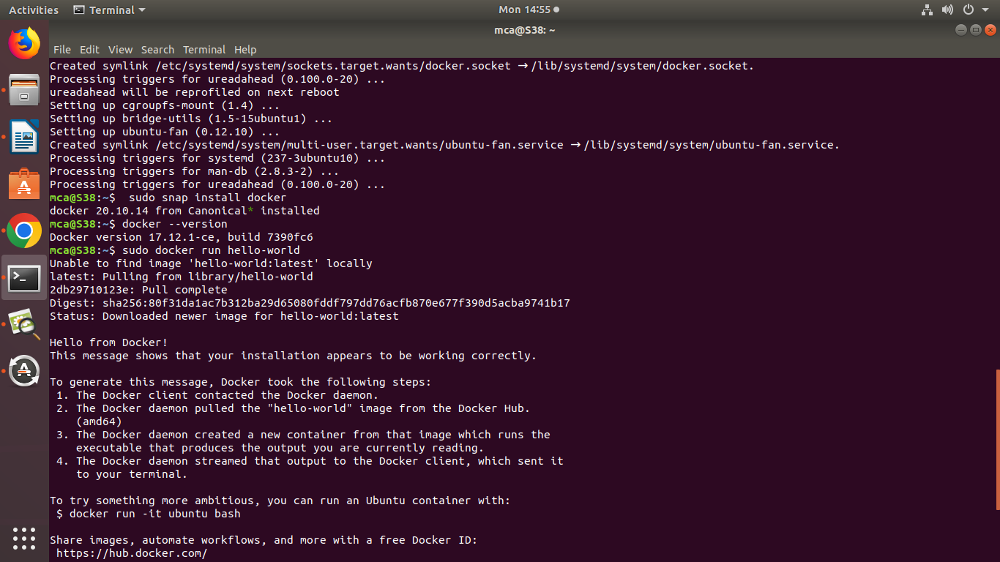 Activities
Terminal
Mon 14:55
mca@S38: ~
File Edit View Search Terminal Help
Created symlink /etc/systemd/system/sockets.target.wants/docker.socket → /lib/systemd/system/docker.socket.
Processing triggers for ureadahead (0.100.0-20) ...
ureadahead will be reprofiled on next reboot
Setting up cgroupfs-mount (1.4) ...
Setting up bridge-utils (1.5-15ubuntu1) ...
Setting up ubuntu-fan (0.12.10) ...
Created symlink /etc/systemd/system/multi-user.target.wants/ubuntu-fan.service → /lib/systemd/system/ubuntu-fan.service.
Processing triggers for systemd (237-3ubuntu10) ...
Processing triggers for man-db (2.8.3-2) ...
Processing triggers for ureadahead (0.100.0-20) ...
mca@S38:~$  sudo snap install docker
docker 20.10.14 from Canonical* installed
mca@S38:~$ docker --version
Docker version 17.12.1-ce, build 7390fc6
mca@S38:~$ sudo docker run hello-world
Unable to find image 'hello-world:latest' locally
latest: Pulling from library/hello-world
2db29710123e: Pull complete
Digest: sha256:80f31da1ac7b312ba29d65080fddf797dd76acfb870e677f390d5acba9741b17
Status: Downloaded newer image for hello-world:latest

Hello from Docker!
This message shows that your installation appears to be working correctly.

To generate this message, Docker took the following steps:
 1. The Docker client contacted the Docker daemon.
 2. The Docker daemon pulled the "hello-world" image from the Docker Hub.
    (amd64)
 3. The Docker daemon created a new container from that image which runs the
    executable that produces the output you are currently reading.
 4. The Docker daemon streamed that output to the Docker client, which sent it
    to your terminal.

To try something more ambitious, you can run an Ubuntu container with:
 $ docker run -it ubuntu bash

Share images, automate workflows, and more with a free Docker ID:
 https://hub.docker.com/